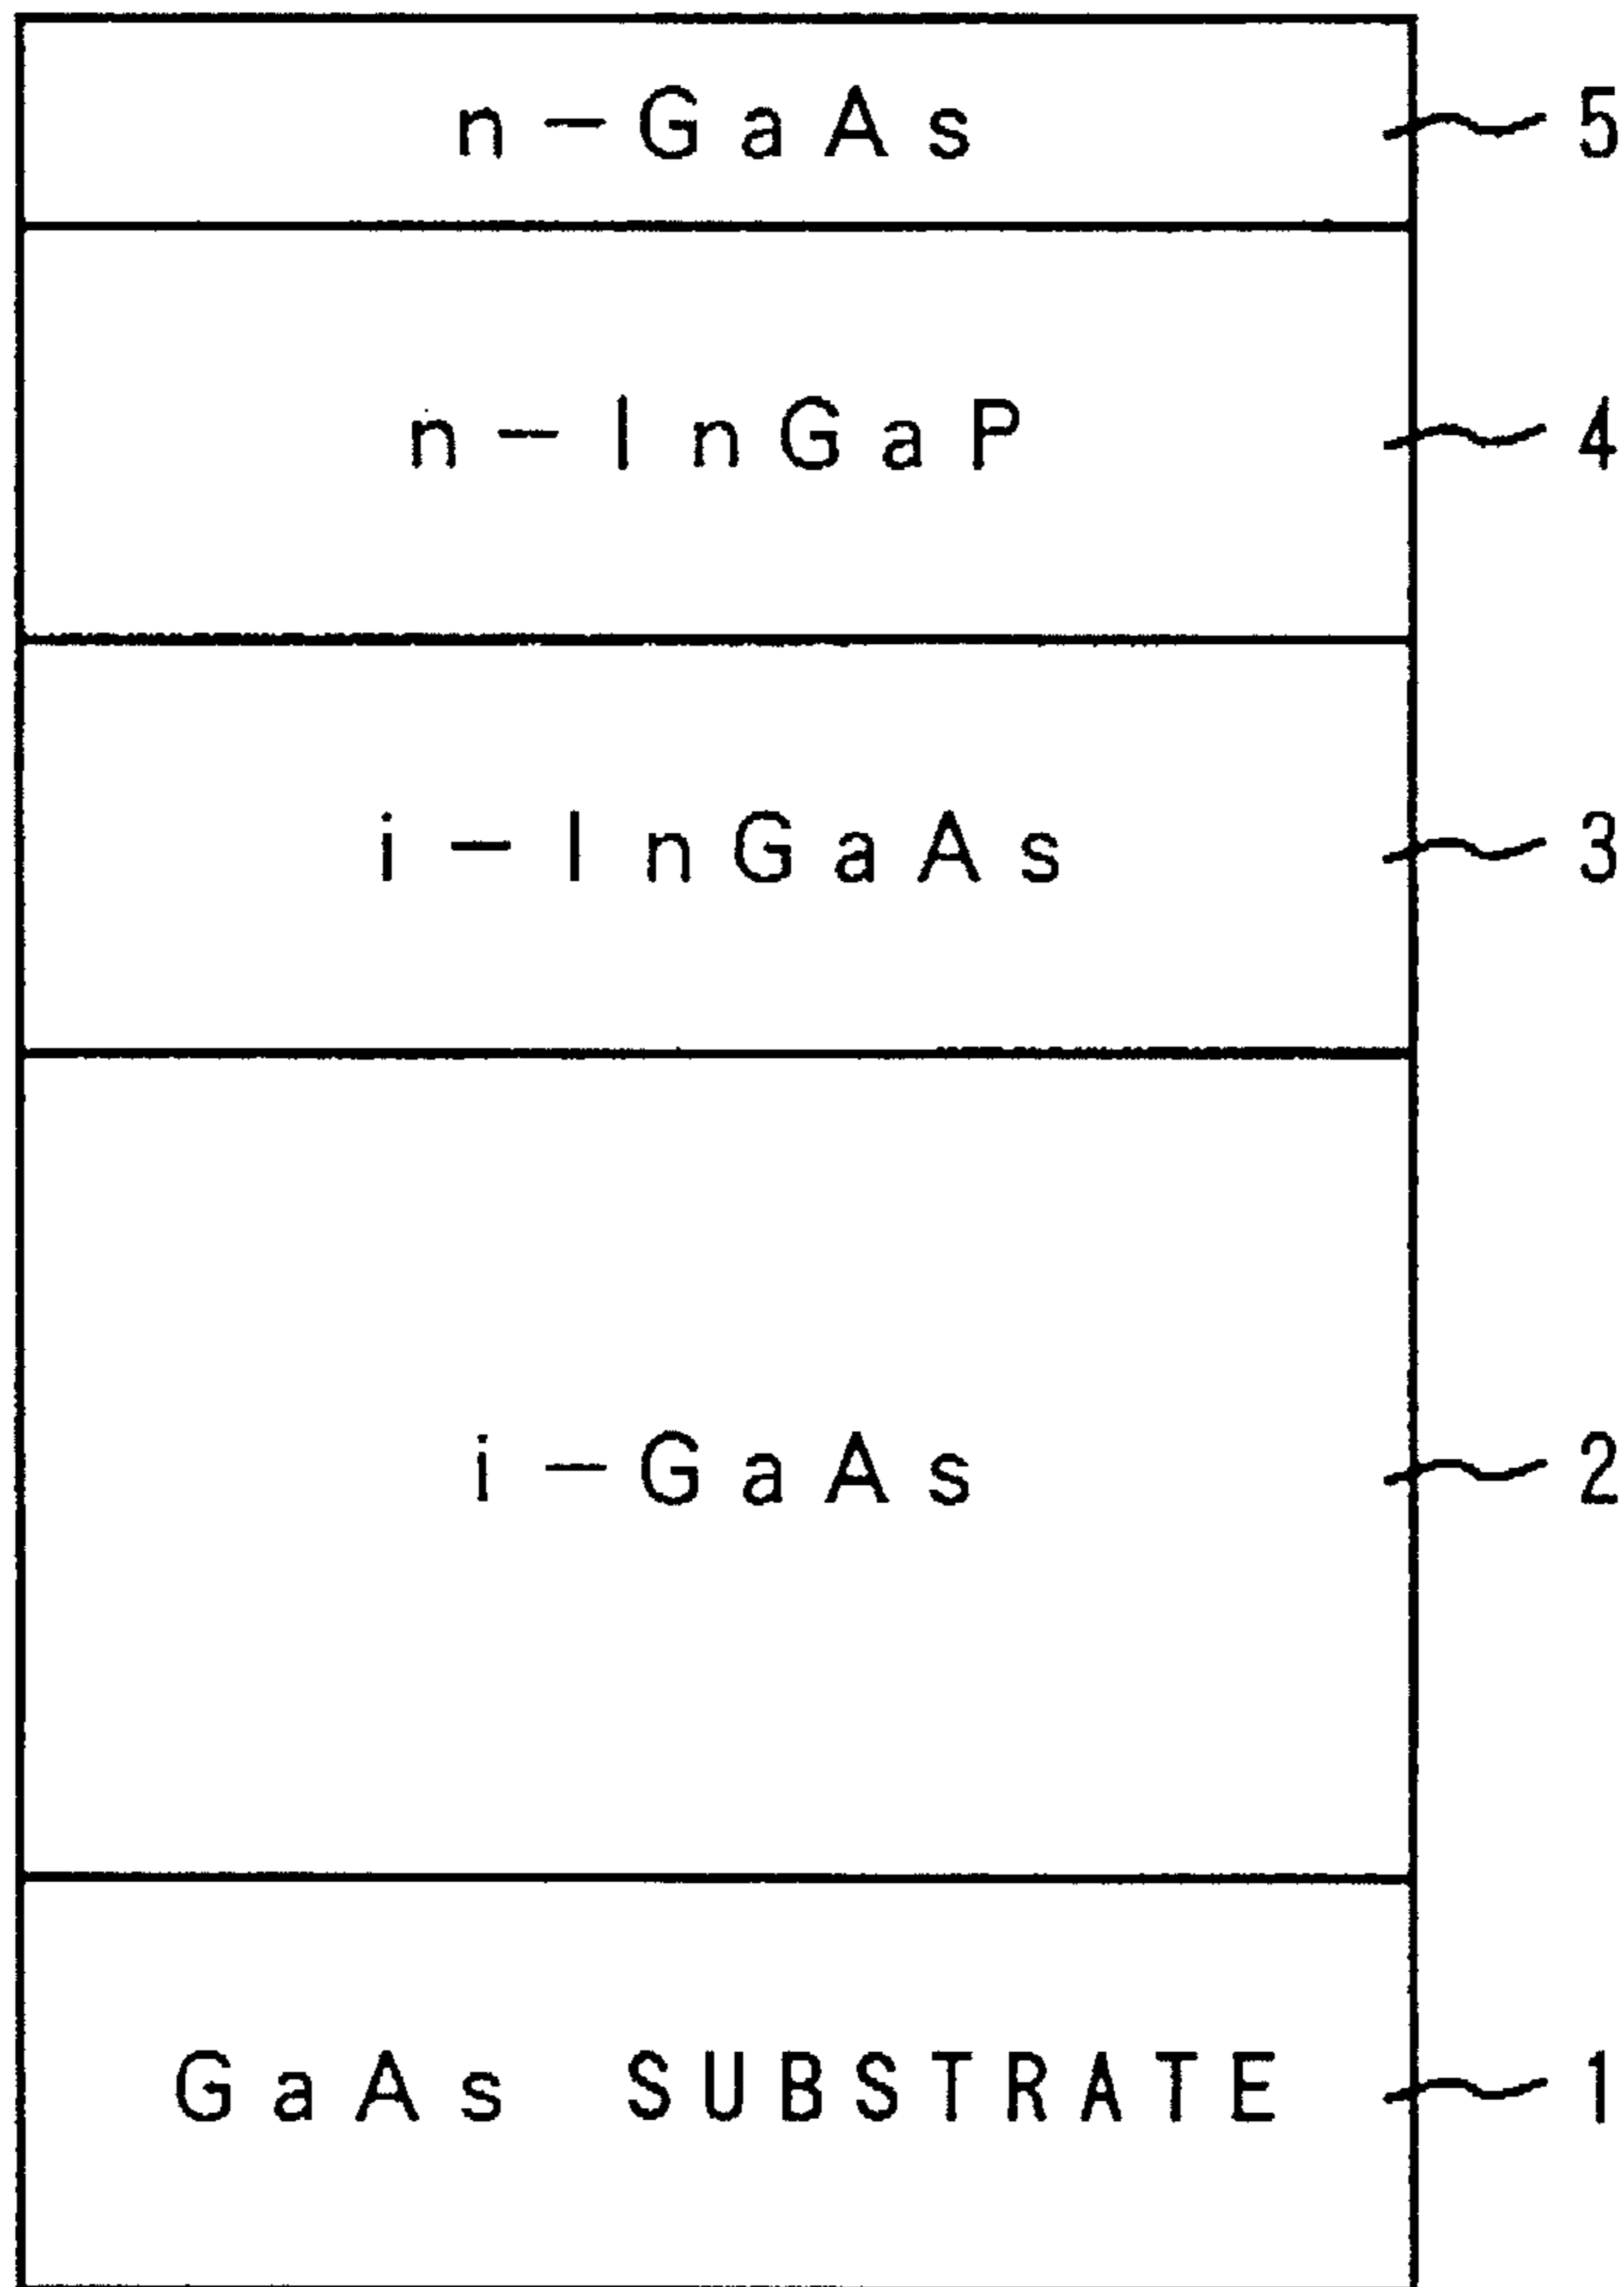 n-GaAs 5
n-InGaP 4
i-InGaAs 3
i-GaAs 2
GaAs SUBSTRATE 1